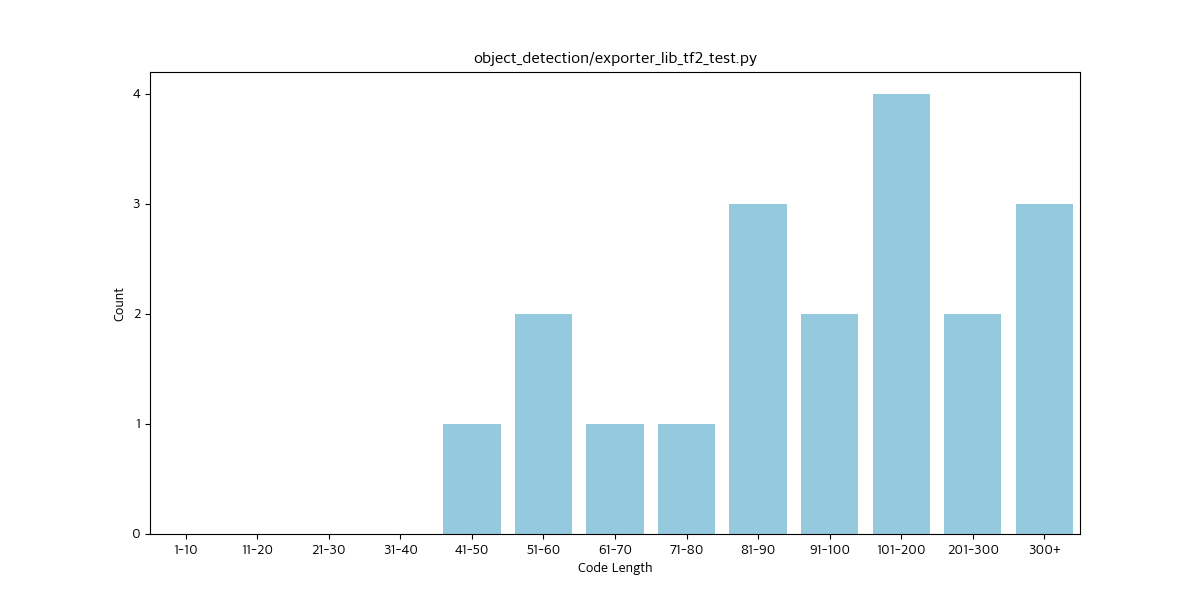 object_detection/exporter_lib_tf2_test.py
4
3
2
1
0
Count
1-10 11-20 21-30 31-40 41-50 51-60 61-70 71-80 81-90 91-100 101-200 201-300 300+
Code Length